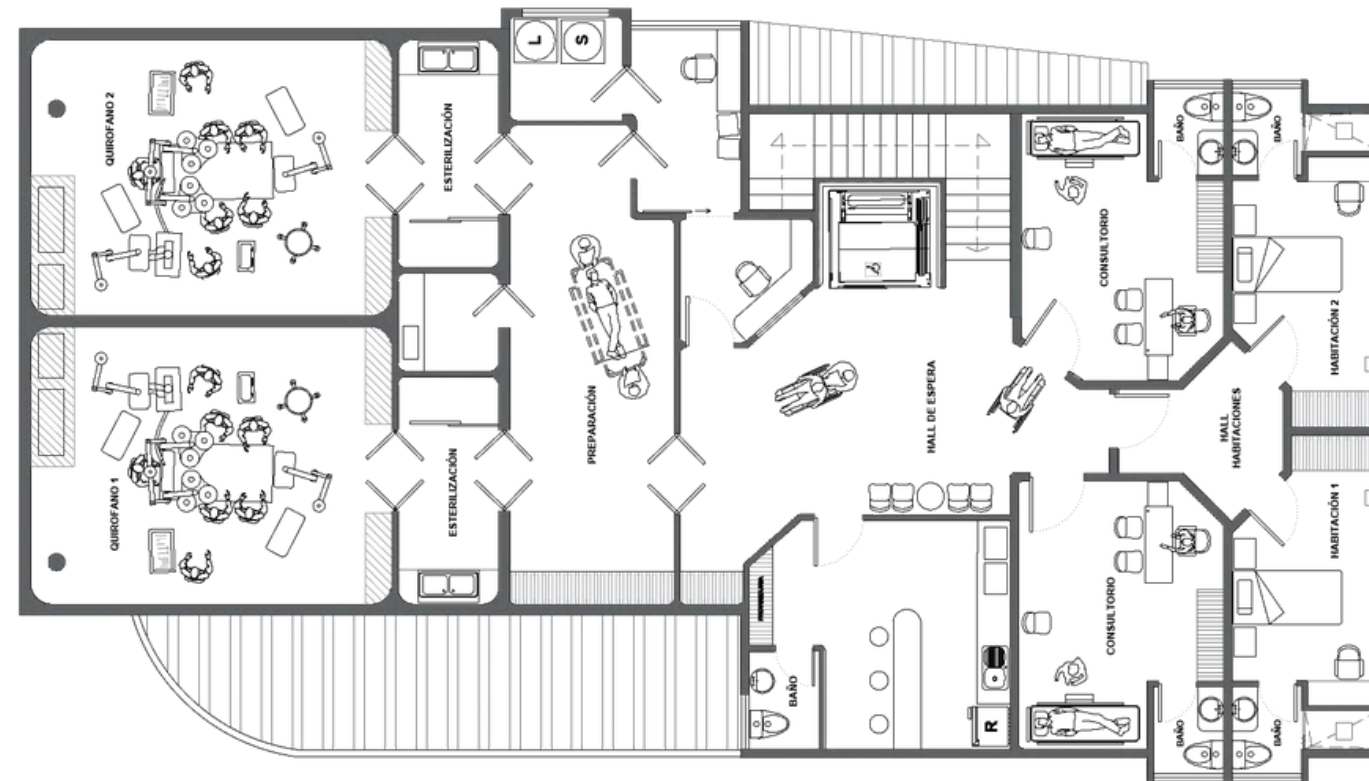 L
S
QUIROFANO 2
ESTERILIZACIÓN
BAÑO
BAÑO
CONSULTORIO
HABITACIÓN 2
PREPARACIÓN
HALL DE ESPERA
HALL
HABITACIONES
QUIROFANO 1
ESTERILIZACIÓN
HABITACIÓN 1
CONSULTORIO
BAÑO
R
BAÑO
BAÑO